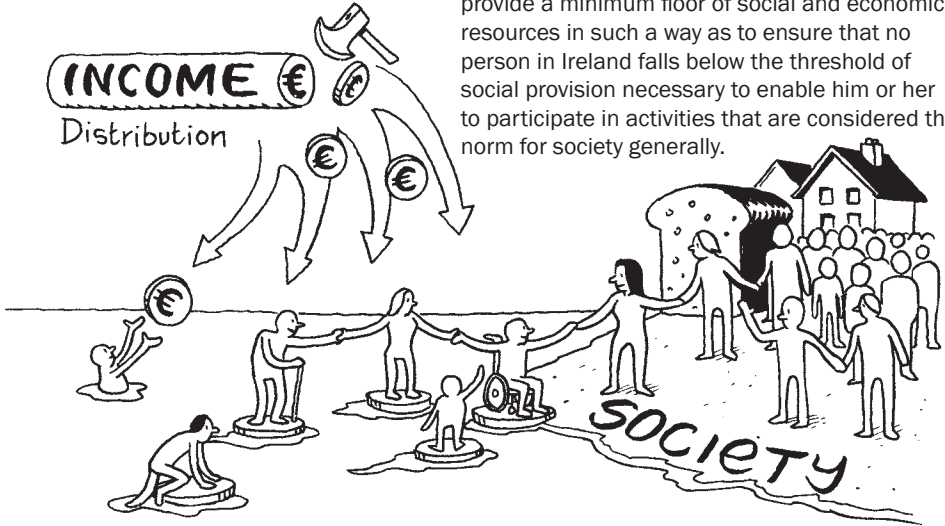 provide a minimum floor of social and economic
resources in such a way as to ensure that no
person in Ireland falls below the threshold of
social provision necessary to enable him or her
to participate in activities that are considered
norm for society generally.
INCOME €
Distribution
€
€
€
€
SOCIETY